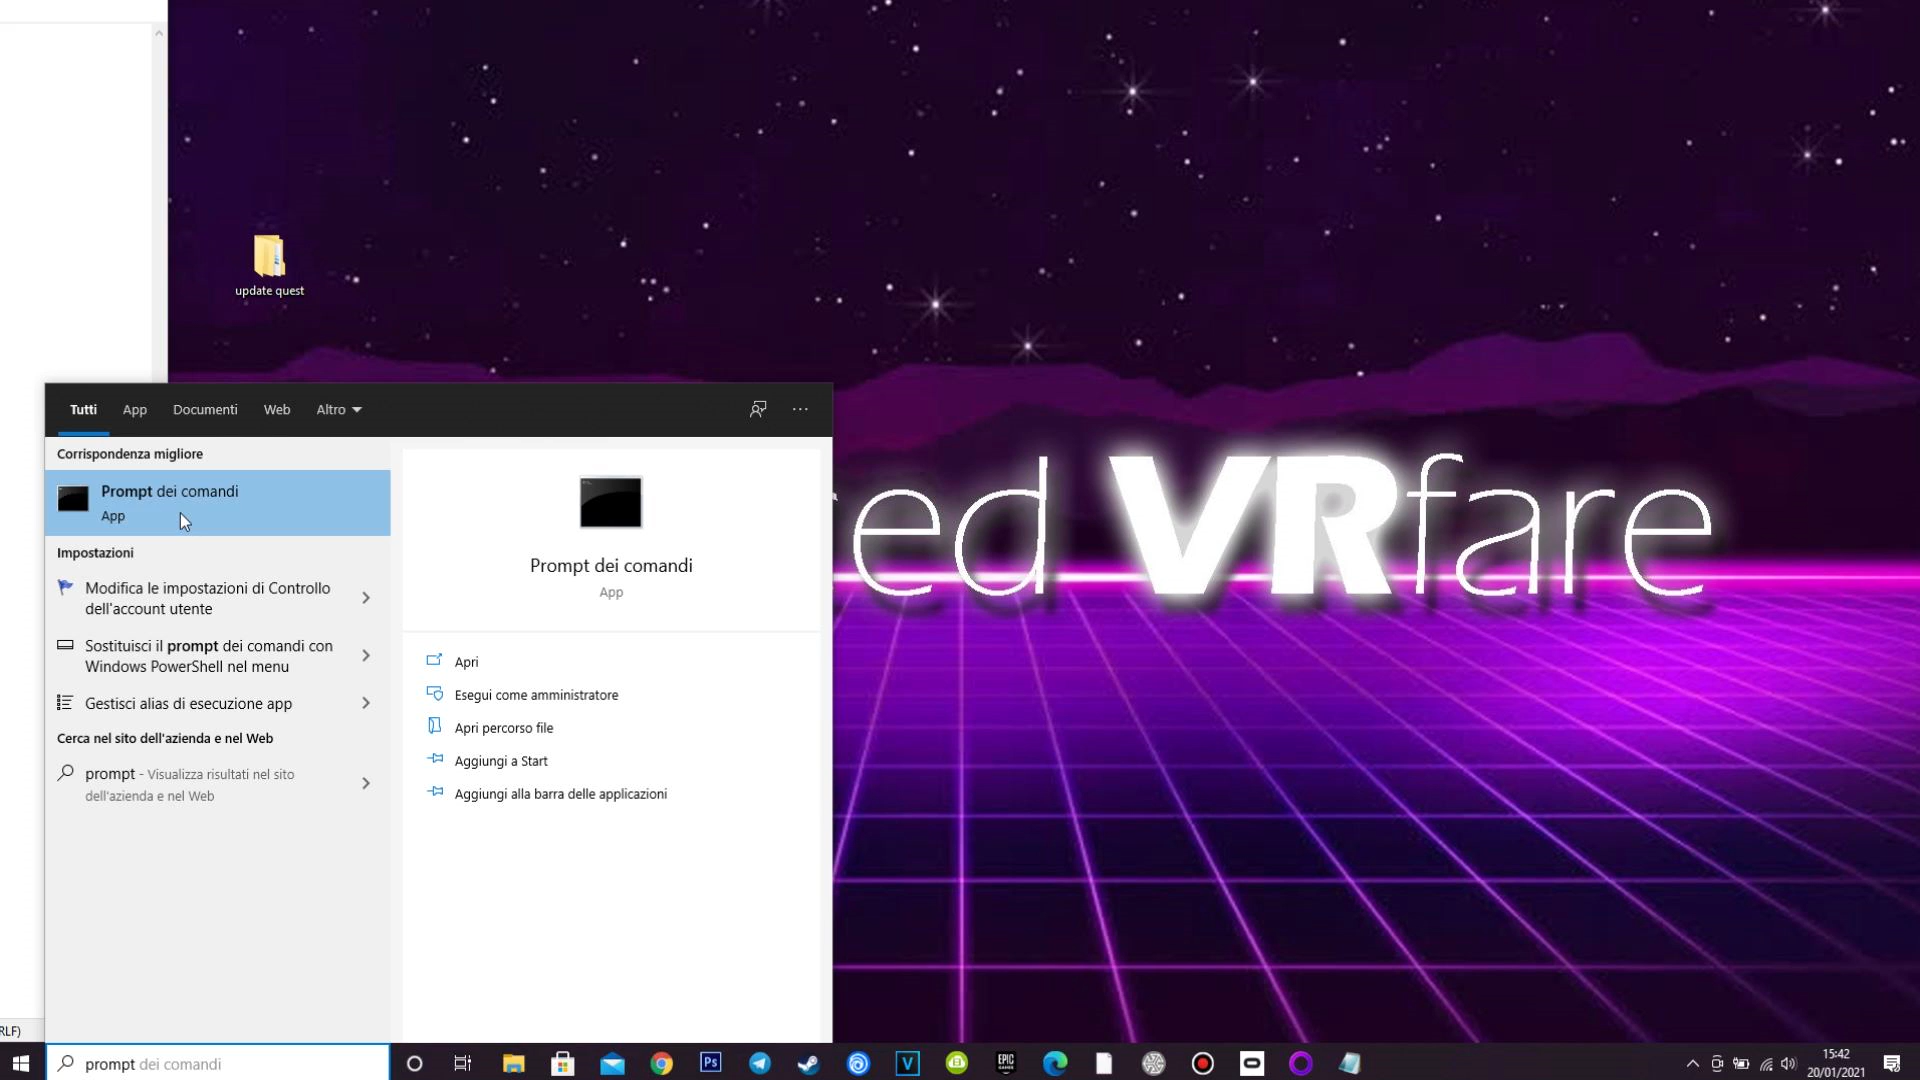 update quest
Tutti App Documenti Web Altro
Corrispondenza migliore
Prompt dei comandi
App
Impostazioni
Modifica le impostazioni di Controllo
dell'account utente
Sostituisci il prompt dei comandi con
Windows PowerShell nel menu
Gestisci alias di esecuzione app
Cerca nel sito dell'azienda e nel Web
prompt - Visualizza risultati nel sito
dell'azienda e nel Web
Prompt dei comandi
App
Apri
Esegui come amministratore
Apri percorso file
Aggiungi a Start
Aggiungi alla barra delle applicazioni
ed VRfare
RLF)
prompt dei comandi
Ps
V
EPIC
GAMES
15:42
20/01/2021